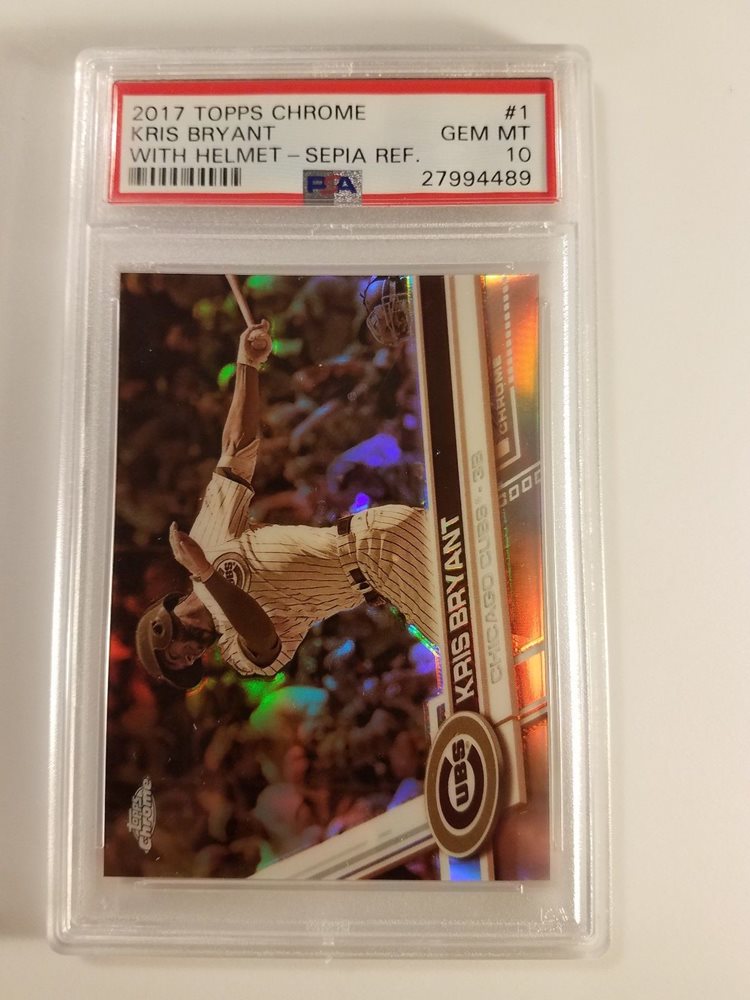 2017 TOPPS CHROME #1
KRIS BRYANT GEM MT
WITH HELMET – SEPIA REF. 10
PSA 27994489
CHROME
CHICAGO CUBS • 3B
KRIS BRYANT
CUBS
CUBS
TOPPS
Chrome